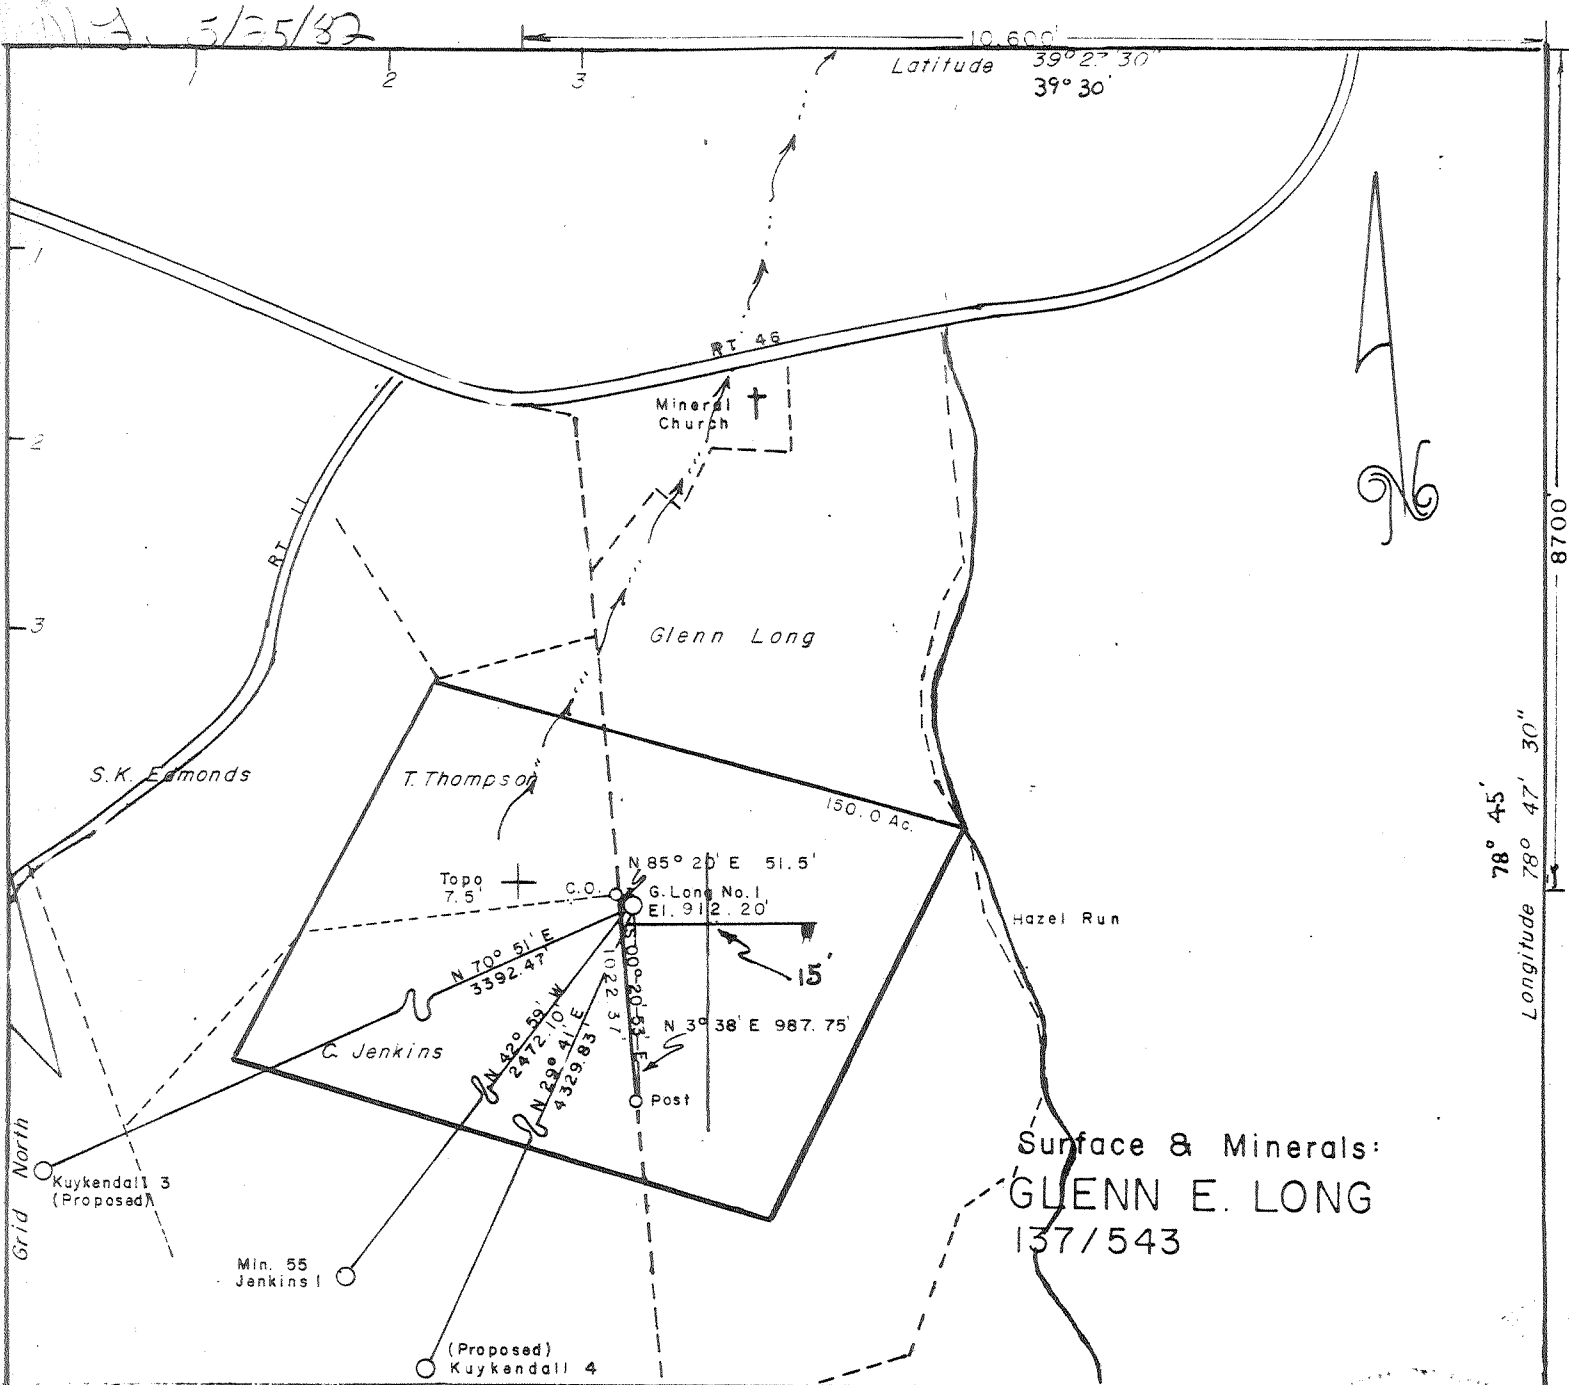 5/25/82
10,600'
1
2
3
Latitude 39° 27' 30"
39° 30'
1
RT 46
Mineral
Church
2
RT 11
8700'
3
Glenn Long
S.K. Edmonds
T. Thompson
150.0 Ac.
78° 45'
Longitude 78° 47' 30"
N 85° 20' E 51.5'
Topo
7.5'
C.O.
G. Long No. 1
El. 912.20'
Hazel Run
N 70° 51' E
3392.47'
15'
S 00° 20' 53" E
1022.37'
N 42° 59' W
2472.10'
N 29° 41' E
4329.83'
N 3° 38' E 987.75'
C. Jenkins
Post
Surface & Minerals:
GLENN E. LONG
137/543
Grid North
Kuykendall 3
(Proposed)
Min. 55
Jenkins 1
(Proposed)
Kuykendall 4